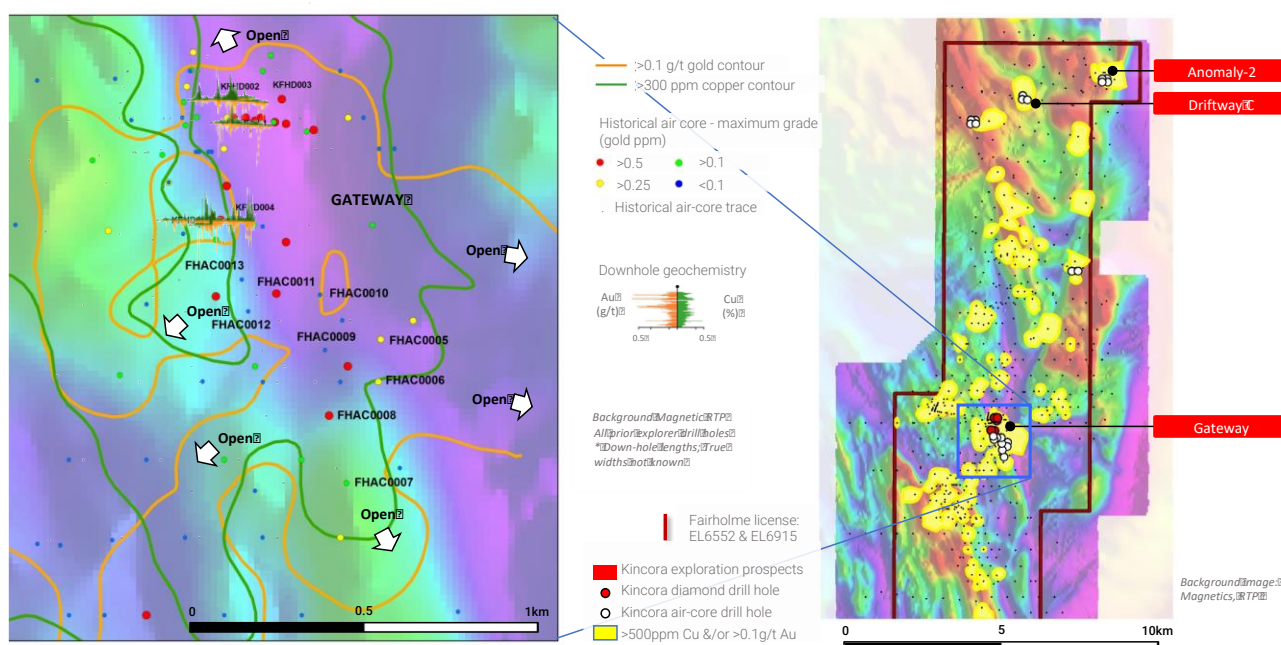 Open
KFHD002
KFHD003
KFHD004
GATEWAY
Open
FHAC0013
FHAC0011
FHAC0010
Open
FHAC0012
FHAC0009
FHAC0005
FHAC0006
Open
FHAC0008
Open
FHAC0007
Open
0
0.5
1km
>0.1 g/t gold contour
>300 ppm copper contour
Historical air core - maximum grade
(gold ppm)
>0.5
>0.1
>0.25
<0.1
Historical air-core trace
Downhole geochemistry
Au
(g/t)
Cu
(%)
0.5
0.5
Background Magnetic RTP
All prior explorer drill holes
* Down-hole lengths, True
widths not known
Fairholme license:
EL6552 & EL6915
Kincora exploration prospects
Kincora diamond drill hole
Kincora air-core drill hole
>500ppm Cu &/or >0.1g/t Au
Anomaly-2
Driftway C
Gateway
Background image:
Magnetics, RTP
0
5
10km